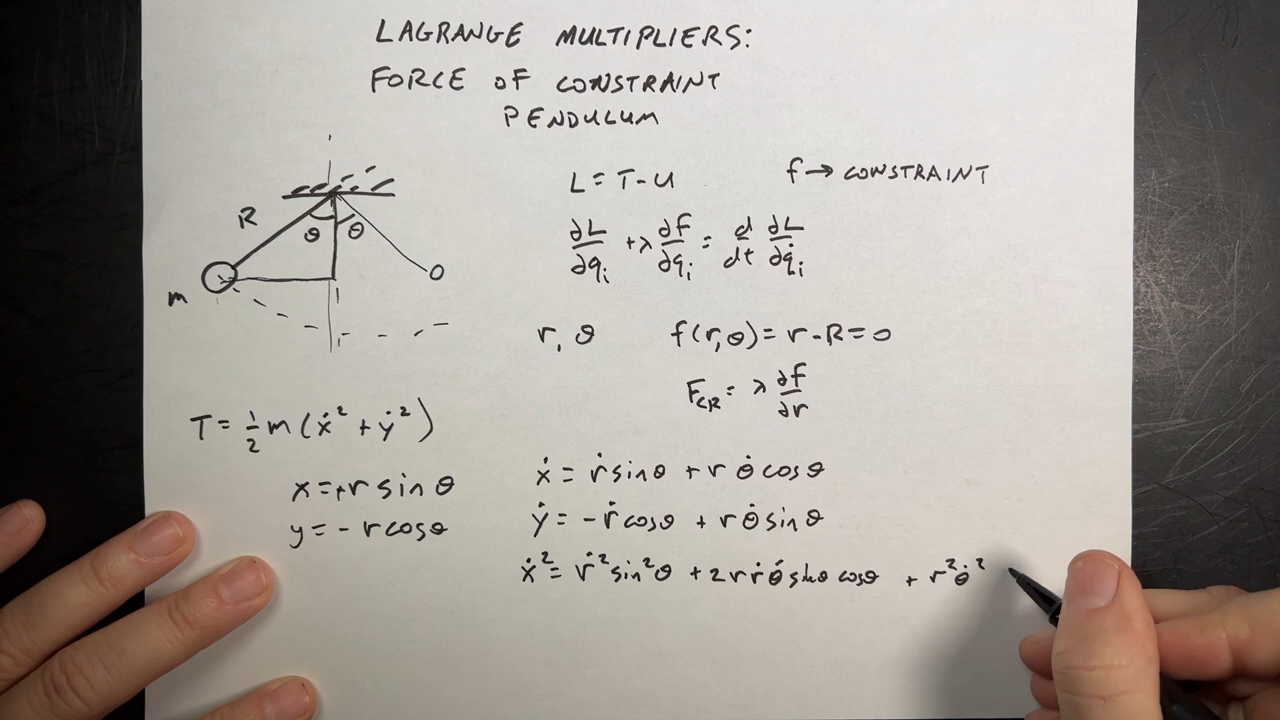 LAGRANGE MULTIPLIERS:
FORCE OF CONSTRAINT
PENDULUM
L = T - U
f → CONSTRAINT
∂L/∂qᵢ + λ ∂f/∂qᵢ = d/dt ∂L/∂q̇ᵢ
R
θ θ
m
r, θ
f(r, θ) = r - R = 0
F_CR = λ ∂f/∂r
T = ½ m (ẋ² + ẏ²)
x = +r sin θ
y = - r cos θ
ẋ = ṙ sin θ + r θ̇ cos θ
ẏ = - ṙ cos θ + r θ̇ sin θ
ẋ² = ṙ² sin² θ + 2 r ṙ θ̇ sin θ cos θ + r² θ̇²